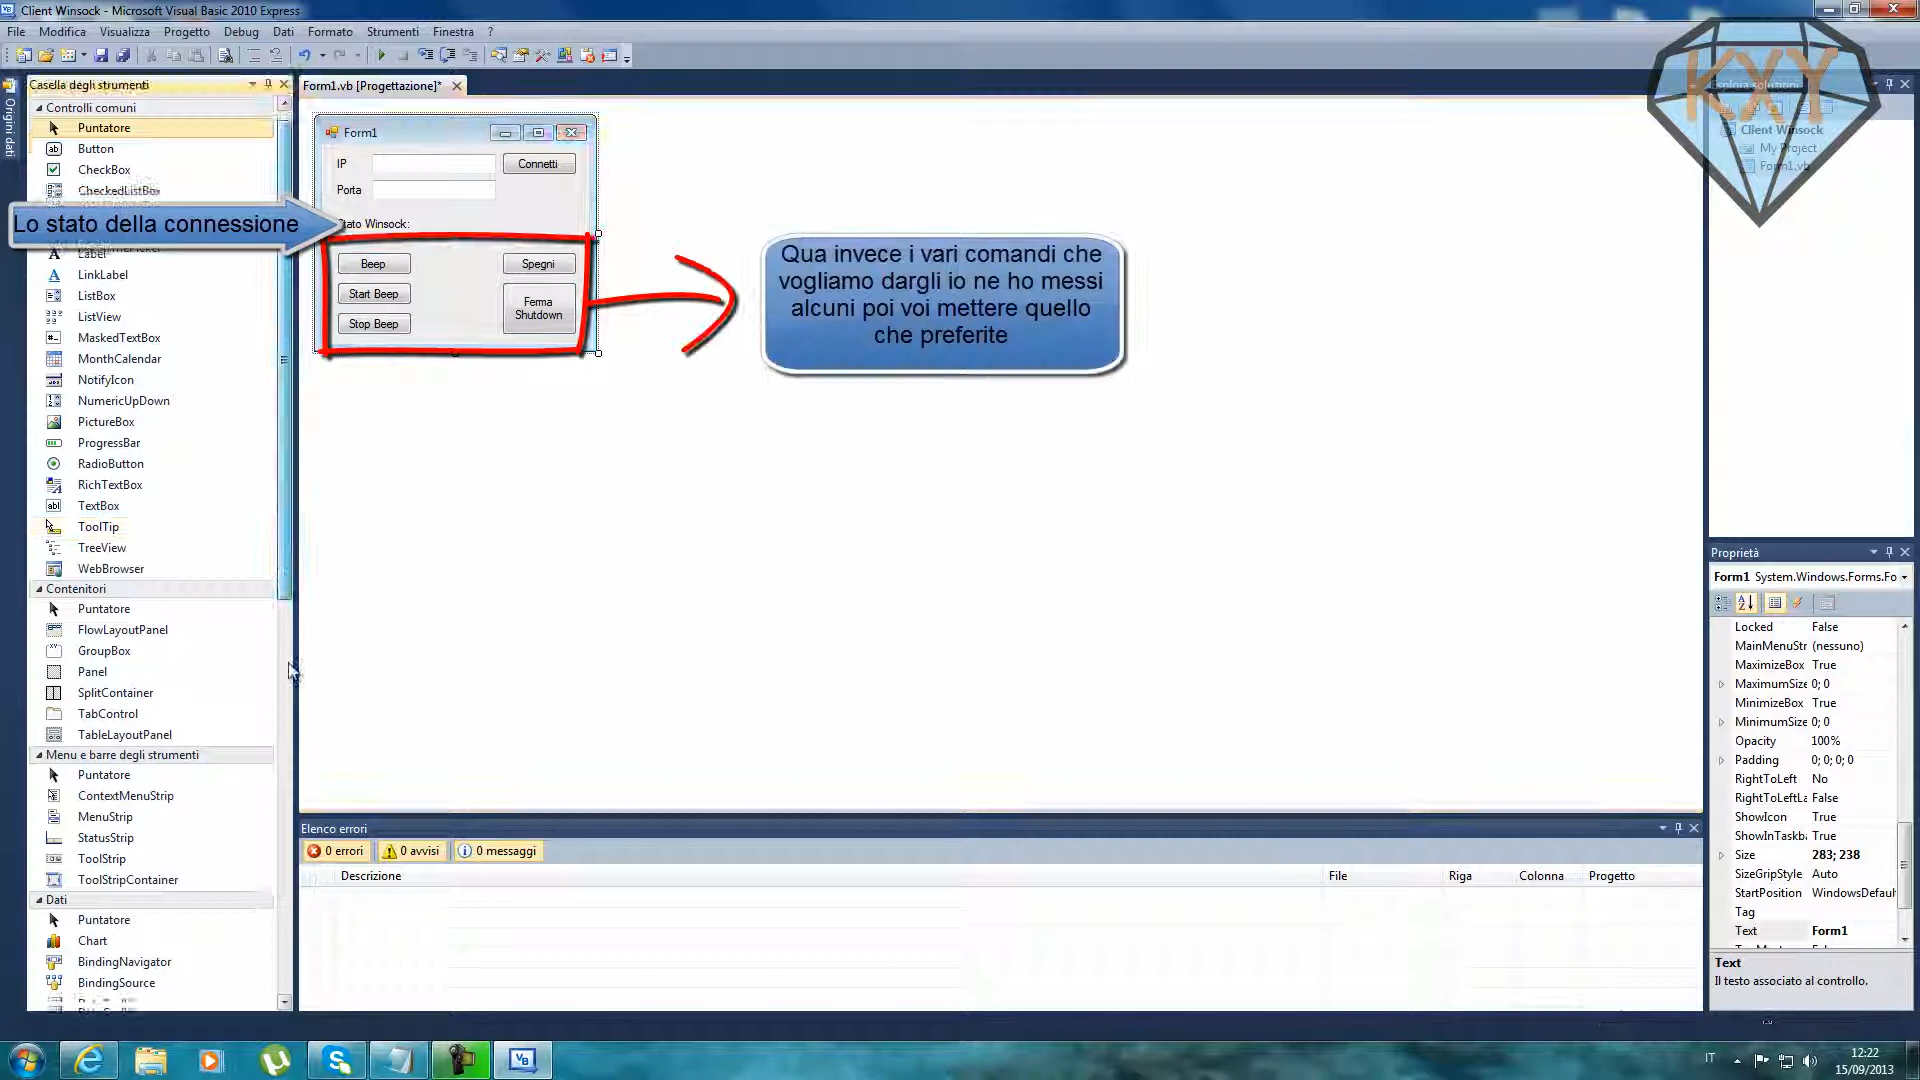 Client Winsock - Microsoft Visual Basic 2010 Express
File Modifica Visualizza Progetto Debug Dati Formato Strumenti Finestra ?
Casella degli strumenti
Form1.vb [Progettazione]*
Origini dati
Controlli comuni
Puntatore
Button
CheckBox
CheckedListBox
Lo stato della connessione
Label
LinkLabel
ListBox
ListView
MaskedTextBox
MonthCalendar
NotifyIcon
NumericUpDown
PictureBox
ProgressBar
RadioButton
RichTextBox
TextBox
ToolTip
TreeView
WebBrowser
Contenitori
Puntatore
FlowLayoutPanel
GroupBox
Panel
SplitContainer
TabControl
TableLayoutPanel
Menu e barre degli strumenti
Puntatore
ContextMenuStrip
MenuStrip
StatusStrip
ToolStrip
ToolStripContainer
Dati
Puntatore
Chart
BindingNavigator
BindingSource
Form1
IP
Connetti
Porta
tato Winsock:
Beep
Spegni
Start Beep
Ferma
Shutdown
Stop Beep
Qua invece i vari comandi che
vogliamo dargli io ne ho messi
alcuni poi voi mettere quello
che preferite
KXY
Esplora soluzioni
Client Winsock
My Project
Form1.vb
Proprietà
Form1 System.Windows.Forms.Fo
Locked False
MainMenuStr (nessuno)
MaximizeBox True
MaximumSize 0; 0
MinimizeBox True
MinimumSize 0; 0
Opacity 100%
Padding 0; 0; 0; 0
RightToLeft No
RightToLeftLa False
ShowIcon True
ShowInTaskba True
Size 283; 238
SizeGripStyle Auto
StartPosition WindowsDefaul
Tag
Text Form1
Text
Il testo associato al controllo.
Elenco errori
0 errori 0 avvisi 0 messaggi
Descrizione File Riga Colonna Progetto
IT
12:22
15/09/2013